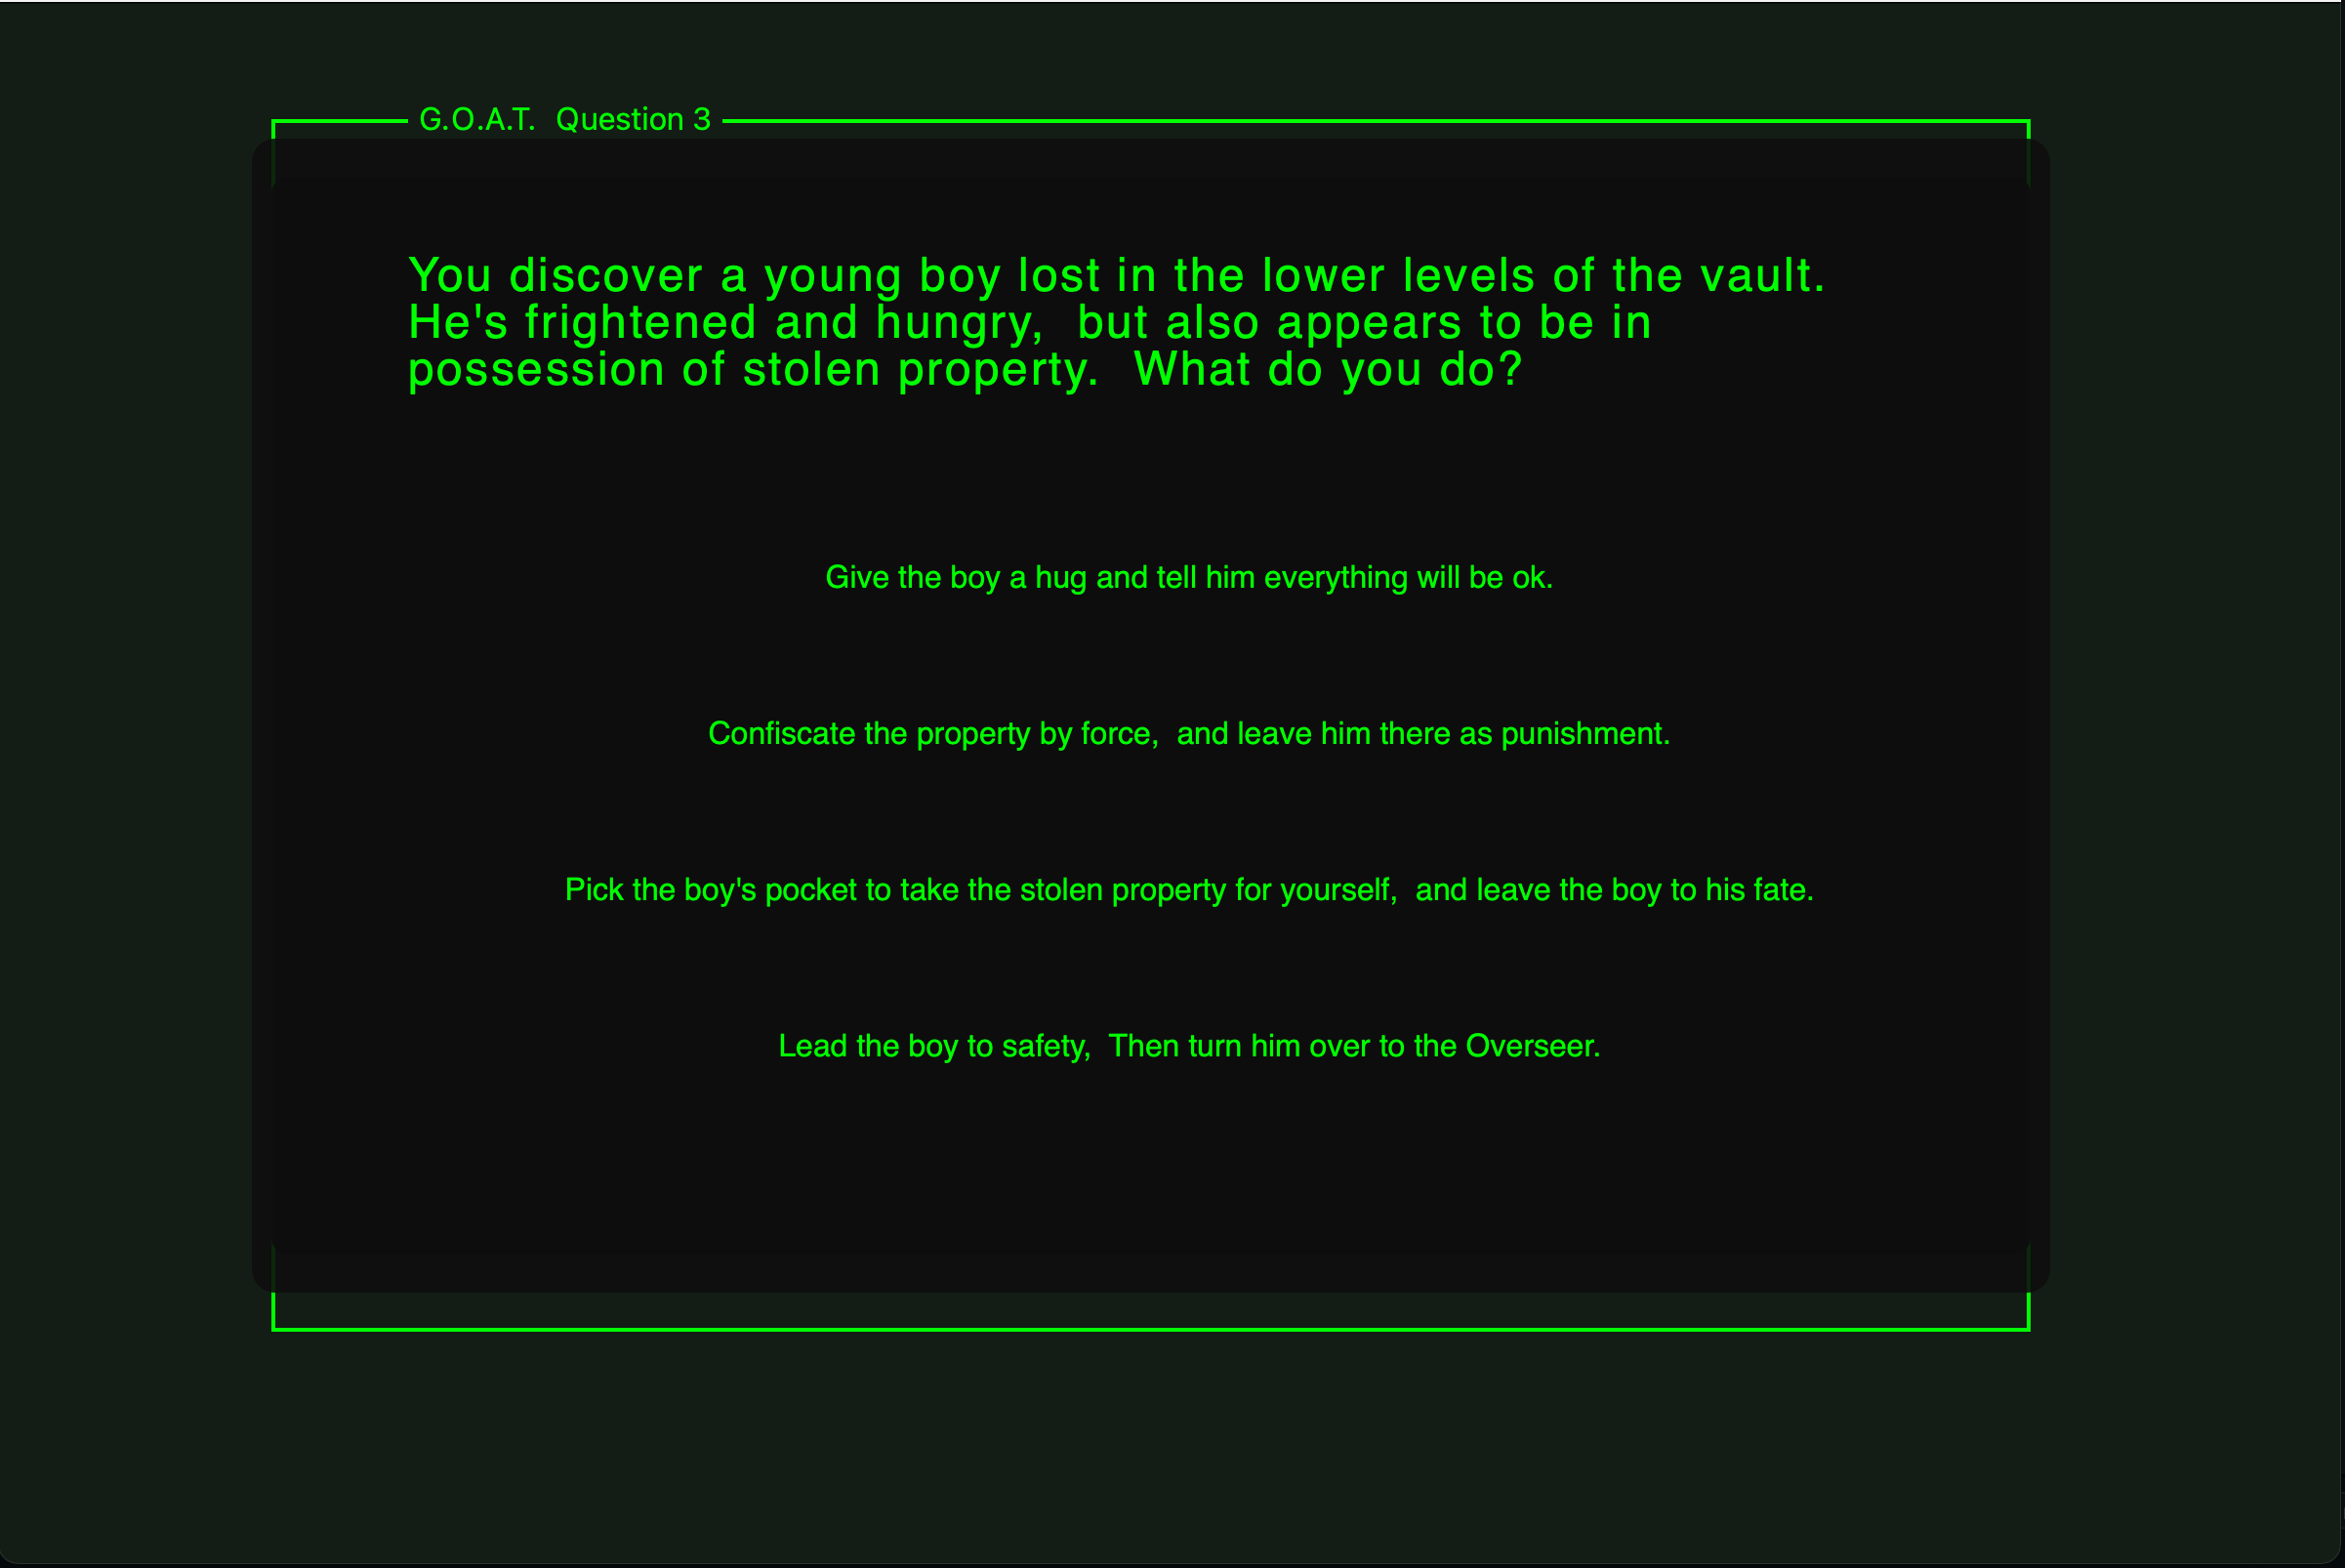 G.O.A.T.  Question 3
You discover a young boy lost in the lower levels of the vault.
He's frightened and hungry,  but also appears to be in
possession of stolen property.  What do you do?
Give the boy a hug and tell him everything will be ok.
Confiscate the property by force,  and leave him there as punishment.
Pick the boy's pocket to take the stolen property for yourself,  and leave the boy to his fate.
Lead the boy to safety,  Then turn him over to the Overseer.